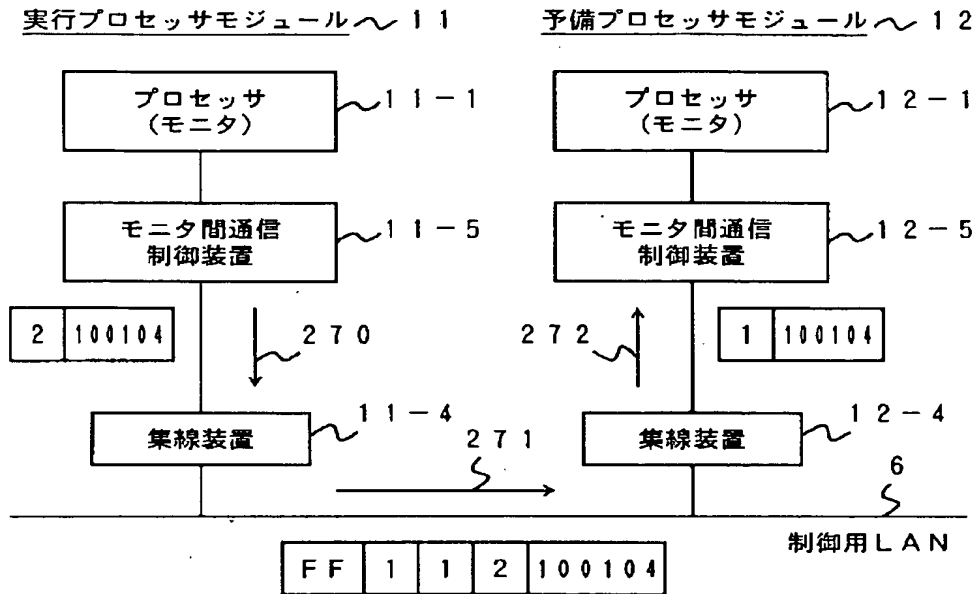 実行プロセッサモジュール 11
予備プロセッサモジュール 12
プロセッサ
(モニタ)
11-1
プロセッサ
(モニタ)
12-1
モニタ間通信
制御装置
11-5
モニタ間通信
制御装置
12-5
2 100104
270
272
1 100104
集線装置
11-4
271
集線装置
12-4
6
制御用LAN
FF 1 1 2 100104